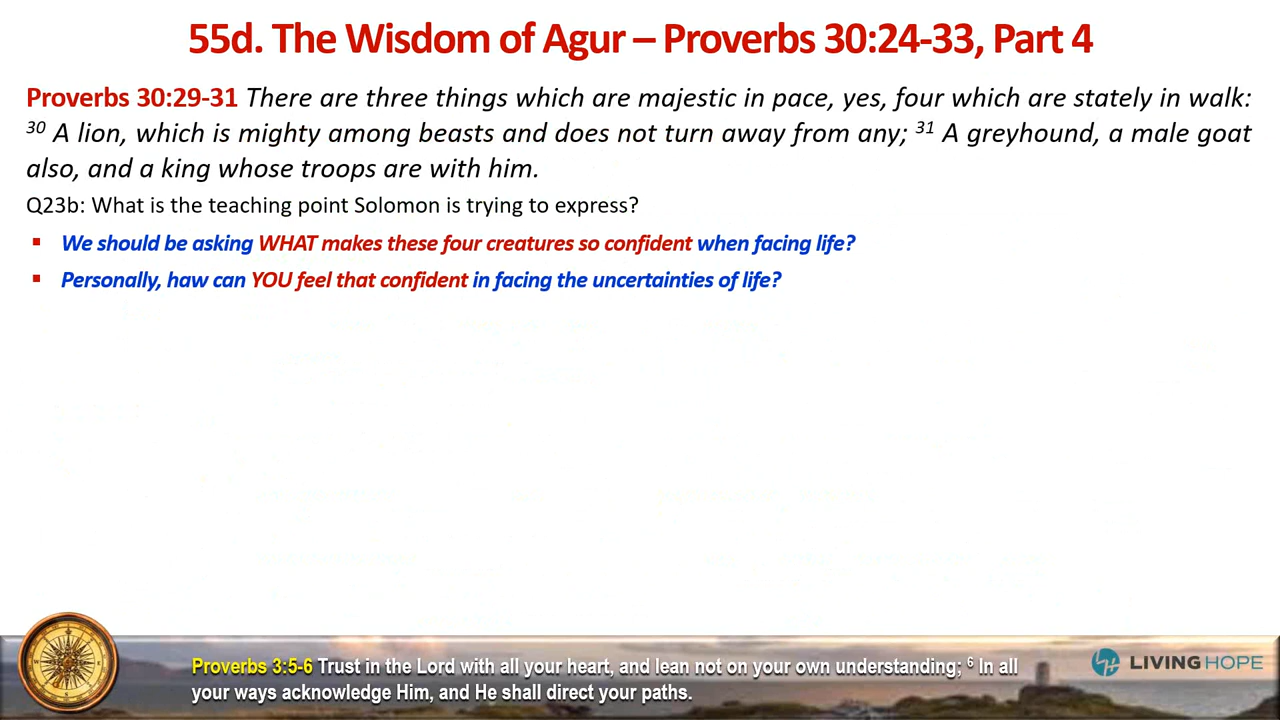 55d. The Wisdom of Agur – Proverbs 30:24-33, Part 4
Proverbs 30:29-31 There are three things which are majestic in pace, yes, four which are stately in walk:
30 A lion, which is mighty among beasts and does not turn away from any; 31 A greyhound, a male goat
also, and a king whose troops are with him.
Q23b: What is the teaching point Solomon is trying to express?
▪ We should be asking WHAT makes these four creatures so confident when facing life?
▪ Personally, haw can YOU feel that confident in facing the uncertainties of life?
Proverbs 3:5-6 Trust in the Lord with all your heart, and lean not on your own understanding; 6 In all
your ways acknowledge Him, and He shall direct your paths.
LIVING HOPE